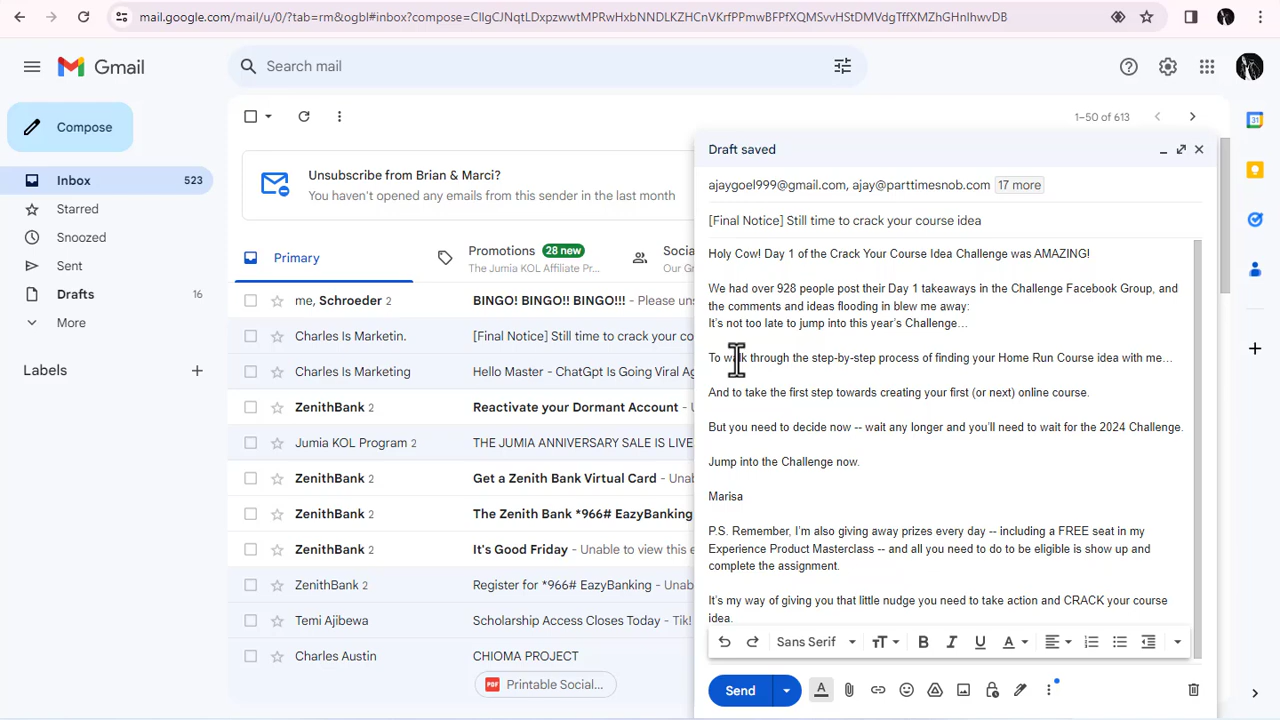 mail.google.com/mail/u/0/?tab=rm&ogbl#inbox?compose=CllgCJNqtLDxpzwwtMPRwHxbNNDLKZHCnVKrfPPnwBFPfXQMSvvHStDMVdgTffXMZhGHnIhwvDB
Gmail
Search mail
Compose
1–50 of 613
Inbox 523
Starred
Snoozed
Sent
Drafts 16
More
Labels
Unsubscribe from Brian & Marci?
You haven't opened any emails from this sender in the last month
Primary
Promotions 28 new
The Jumia KOL Affiliate Pr...
Socia
Our Gr
me, Schroeder 2 BINGO! BINGO!! BINGO!!! - Please uns
Charles Is Marketin. [Final Notice] Still time to crack your co
Charles Is Marketing Hello Master - ChatGpt Is Going Viral Ag
ZenithBank 2 Reactivate your Dormant Account - U
Jumia KOL Program 2 THE JUMIA ANNIVERSARY SALE IS LIVE
ZenithBank 2 Get a Zenith Bank Virtual Card - Unab
ZenithBank 2 The Zenith Bank *966# EazyBanking
ZenithBank 2 It's Good Friday - Unable to view this e
ZenithBank 2 Register for *966# EazyBanking - Unab
Temi Ajibewa Scholarship Access Closes Today - Tki!
Charles Austin CHIOMA PROJECT
PDF Printable Social...
Draft saved
ajaygoel999@gmail.com, ajay@parttimesnob.com 17 more
[Final Notice] Still time to crack your course idea
Holy Cow! Day 1 of the Crack Your Course Idea Challenge was AMAZING!
We had over 928 people post their Day 1 takeaways in the Challenge Facebook Group, and
the comments and ideas flooding in blew me away:
It's not too late to jump into this year's Challenge…
To walk through the step-by-step process of finding your Home Run Course idea with me…
And to take the first step towards creating your first (or next) online course.
But you need to decide now -- wait any longer and you'll need to wait for the 2024 Challenge.
Jump into the Challenge now.
Marisa
P.S. Remember, I'm also giving away prizes every day -- including a FREE seat in my
Experience Product Masterclass -- and all you need to do to be eligible is show up and
complete the assignment.
It's my way of giving you that little nudge you need to take action and CRACK your course
idea.
Sans Serif
Send